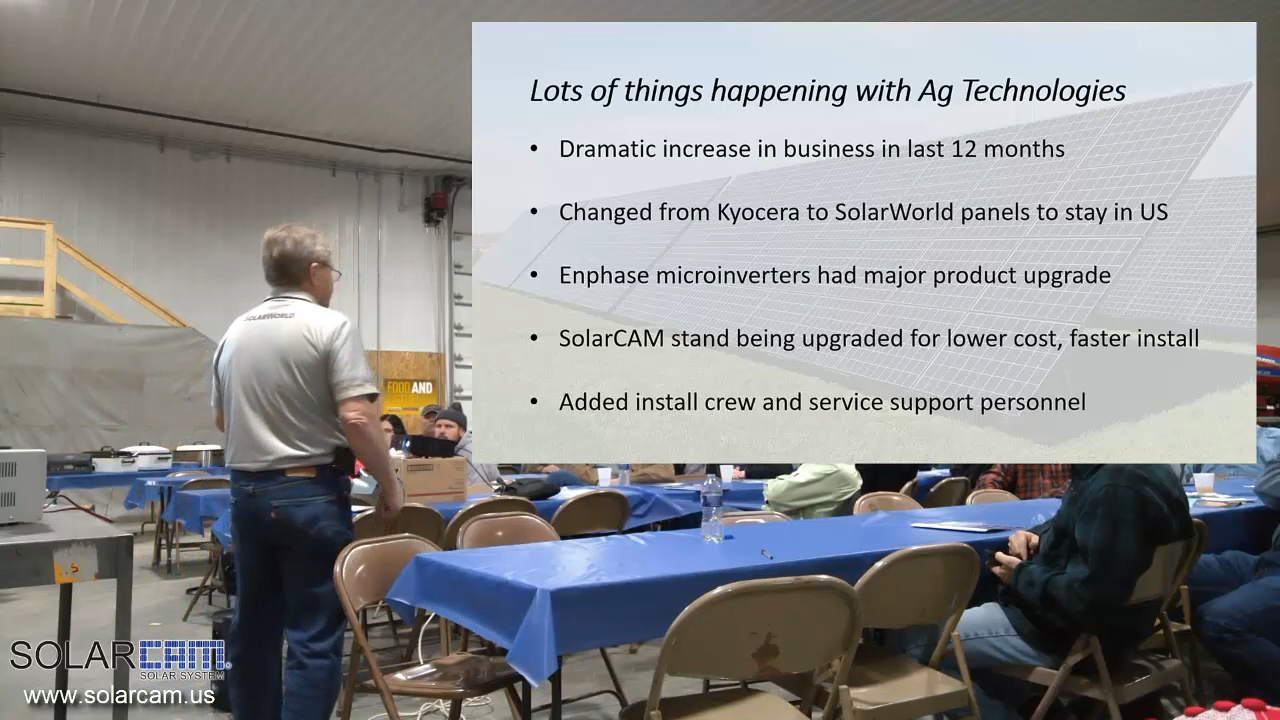 Lots of things happening with Ag Technologies
• Dramatic increase in business in last 12 months
• Changed from Kyocera to SolarWorld panels to stay in US
• Enphase microinverters had major product upgrade
• SolarCAM stand being upgraded for lower cost, faster install
• Added install crew and service support personnel
SOLARWORLD
FOOD AND
SOLARCAM®
SOLAR SYSTEM
www.solarcam.us